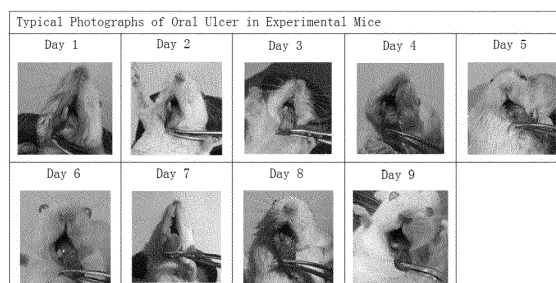 Typical Photographs of Oral Ulcer in Experimental Mice
Day 1 Day 2 Day 3 Day 4 Day 5
Day 6 Day 7 Day 8 Day 9